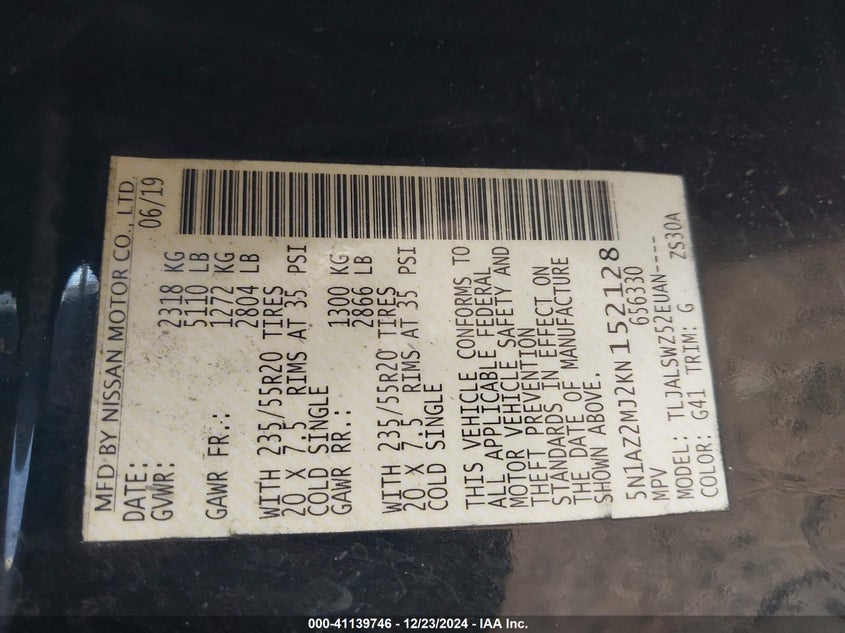 MFD BY NISSAN MOTOR CO., LTD.
DATE: 06/19
GVWR: 2318 KG
5110 LB
GAWR FR.: 1272 KG
2804 LB
WITH 235/55R20 TIRES
20 X 7.5 RIMS AT 35 PSI
COLD SINGLE
GAWR RR.: 1300 KG
2866 LB
WITH 235/55R20 TIRES
20 X 7.5 RIMS AT 35 PSI
COLD SINGLE
THIS VEHICLE CONFORMS TO
ALL APPLICABLE FEDERAL
MOTOR VEHICLE SAFETY AND
THEFT PREVENTION
STANDARDS IN EFFECT ON
THE DATE OF MANUFACTURE
SHOWN ABOVE.
5N1AZ2MJ2KN152128
MPV 656330
MODEL: TLJALSWZ52EUAN----
COLOR: G41 TRIM: G ZS30A
000-41139746 - 12/23/2024 - IAA Inc.